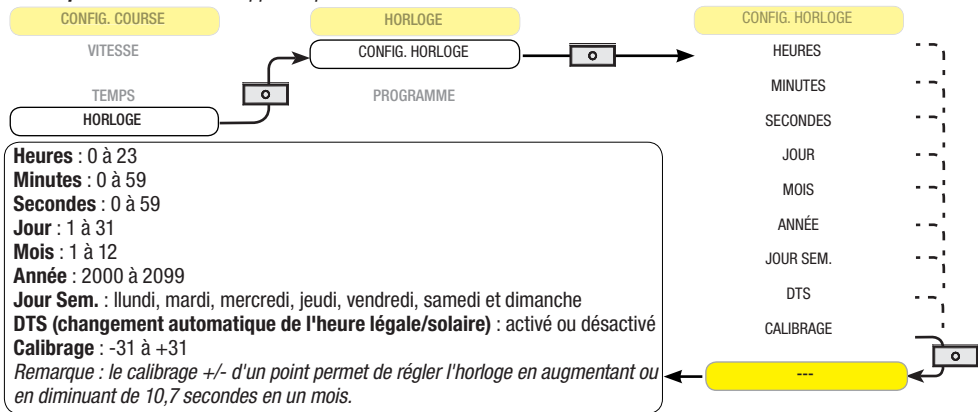 CONFIG. COURSE
VITESSE
TEMPS
HORLOGE
HORLOGE
CONFIG. HORLOGE
PROGRAMME
CONFIG. HORLOGE
HEURES
MINUTES
SECONDES
JOUR
MOIS
ANNÉE
JOUR SEM.
DTS
CALIBRAGE
---
Heures : 0 à 23
Minutes : 0 à 59
Secondes : 0 à 59
Jour : 1 à 31
Mois : 1 à 12
Année : 2000 à 2099
Jour Sem. : llundi, mardi, mercredi, jeudi, vendredi, samedi et dimanche
DTS (changement automatique de l'heure légale/solaire) : activé ou désactivé
Calibrage : -31 à +31
Remarque : le calibrage +/- d'un point permet de régler l'horloge en augmentant ou
en diminuant de 10,7 secondes en un mois.